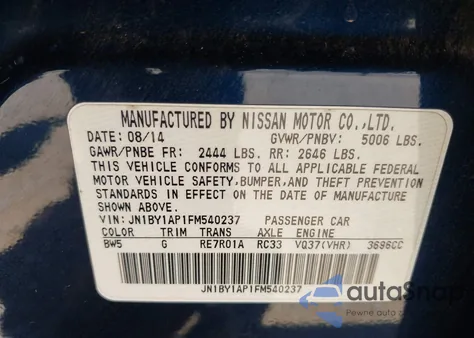 MANUFACTURED BY NISSAN MOTOR CO.,LTD.
DATE: 08/14 GVWR/PNBV: 5006 LBS.
GAWR/PNBE FR: 2444 LBS. RR: 2646 LBS.
THIS VEHICLE CONFORMS TO ALL APPLICABLE FEDERAL
MOTOR VEHICLE SAFETY, BUMPER, AND THEFT PREVENTION
STANDARDS IN EFFECT ON THE DATE OF MANUFACTURE
SHOWN ABOVE.
VIN: JN1BY1AP1FM540237 PASSENGER CAR
COLOR TRIM TRANS AXLE ENGINE
BW5 G RE7R01A RC33 VQ37(VHR) 3696CC
JN1BY1AP1FM540237
autoSnap
Pewne auto z